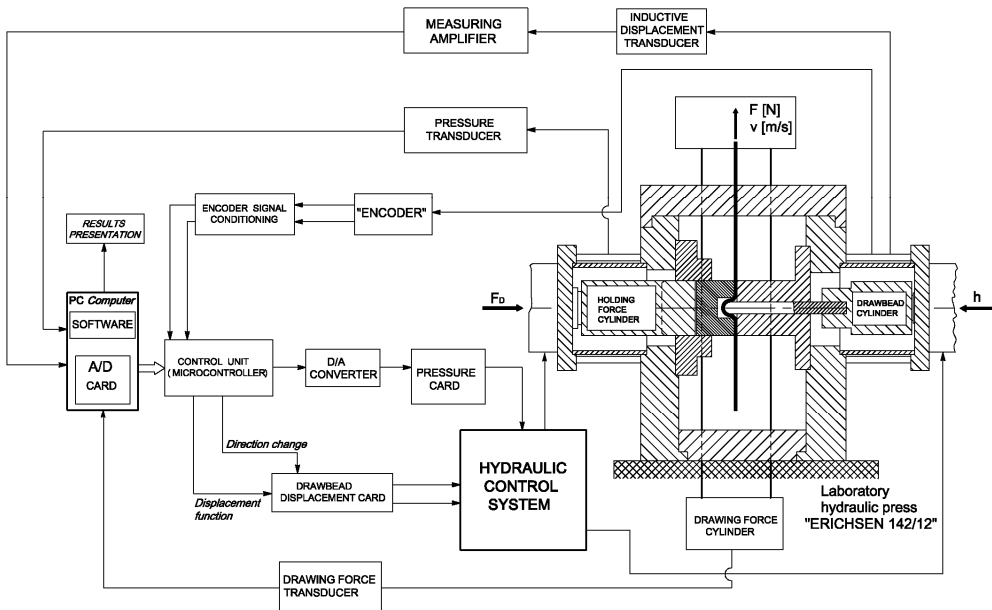 MEASURING
AMPLIFIER
INDUCTIVE
DISPLACEMENT
TRANSDUCER
F [N]
v [m/s]
PRESSURE
TRANSDUCER
ENCODER SIGNAL
CONDITIONING
"ENCODER"
RESULTS
PRESENTATION
PC Computer
SOFTWARE
A/D
CARD
CONTROL UNIT
( MICROCONTROLLER)
D/A
CONVERTER
PRESSURE
CARD
FD
HOLDING
FORCE
CYLINDER
DRAWBEAD
CYLINDER
h
Direction change
DRAWBEAD
DISPLACEMENT CARD
Displacement
function
HYDRAULIC
CONTROL
SYSTEM
Laboratory
hydraulic press
"ERICHSEN 142/12"
DRAWING FORCE
CYLINDER
DRAWING FORCE
TRANSDUCER